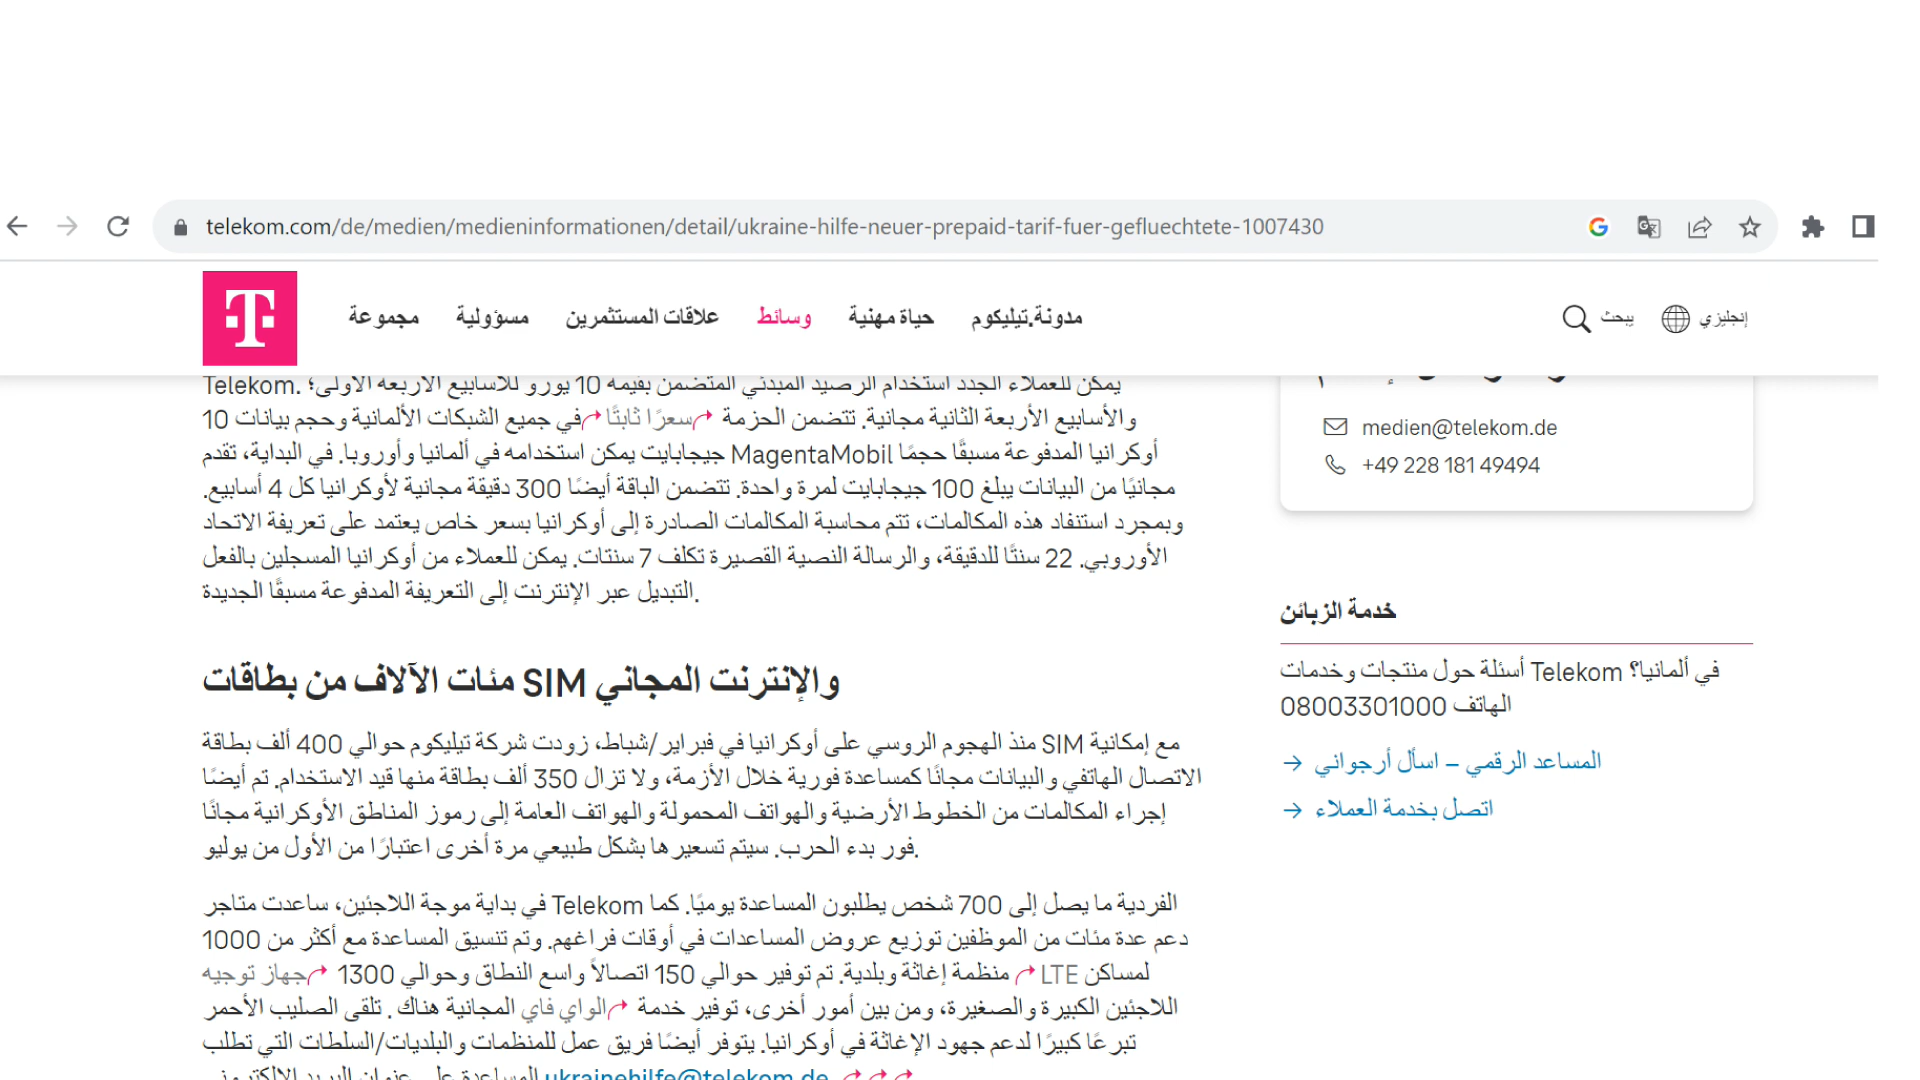 telekom.com/de/medien/medieninformationen/detail/ukraine-hilfe-neuer-prepaid-tarif-fuer-gefluechtete-1007430
مجموعة مسؤولية علاقات المستثمرين وسائط حياة مهنية مدونة.تيليكوم
يبحث إنجليزي
Telekom. يمكن للعملاء الجدد استخدام الرصيد المبدئي المتضمن بقيمة 10 يورو للأسابيع الأربعة الأولى؛
والأسابيع الأربعة الثانية مجانية. تتضمن الحزمة سعرًا ثابتًا في جميع الشبكات الألمانية وحجم بيانات 10
جيجابايت يمكن استخدامه في ألمانيا وأوروبا. في البداية، تقدم MagentaMobil أوكرانيا المدفوعة مسبقًا حجمًا
مجانيًا من البيانات يبلغ 100 جيجابايت لمرة واحدة. تتضمن الباقة أيضًا 300 دقيقة مجانية لأوكرانيا كل 4 أسابيع.
وبمجرد استنفاد هذه المكالمات، تتم محاسبة المكالمات الصادرة إلى أوكرانيا بسعر خاص يعتمد على تعريفة الاتحاد
الأوروبي. 22 سنتًا للدقيقة، والرسالة النصية القصيرة تكلف 7 سنتات. يمكن للعملاء من أوكرانيا المسجلين بالفعل
التبديل عبر الإنترنت إلى التعريفة المدفوعة مسبقًا الجديدة.
مئات الآلاف من بطاقات SIM والإنترنت المجاني
منذ الهجوم الروسي على أوكرانيا في فبراير/شباط، زودت شركة تيليكوم حوالي 400 ألف بطاقة SIM مع إمكانية
الاتصال الهاتفي والبيانات مجانًا كمساعدة فورية خلال الأزمة، ولا تزال 350 ألف بطاقة منها قيد الاستخدام. تم أيضًا
إجراء المكالمات من الخطوط الأرضية والهواتف المحمولة والهواتف العامة إلى رموز المناطق الأوكرانية مجانًا
فور بدء الحرب. سيتم تسعيرها بشكل طبيعي مرة أخرى اعتبارًا من الأول من يوليو.
في بداية موجة اللاجئين، ساعدت متاجر Telekom الفردية ما يصل إلى 700 شخص يطلبون المساعدة يوميًا. كما
دعم عدة مئات من الموظفين توزيع عروض المساعدات في أوقات فراغهم. وتم تنسيق المساعدة مع أكثر من 1000
منظمة إغاثة وبلدية. تم توفير حوالي 150 اتصالاً واسع النطاق وحوالي 1300 جهاز توجيه LTE لمساكن
اللاجئين الكبيرة والصغيرة، ومن بين أمور أخرى، توفير خدمة الواي فاي المجانية هناك . تلقى الصليب الأحمر
تبرعًا كبيرًا لدعم جهود الإغاثة في أوكرانيا. يتوفر أيضًا فريق عمل للمنظمات والبلديات/السلطات التي تطلب
المساعدة على عنوان البريد الإلكتروني ukrainehilfe@telekom.de
medien@telekom.de
+49 228 181 49494
خدمة الزبائن
أسئلة حول منتجات وخدمات Telekom في ألمانيا؟
الهاتف 08003301000
المساعد الرقمي – اسأل أرجواني
اتصل بخدمة العملاء